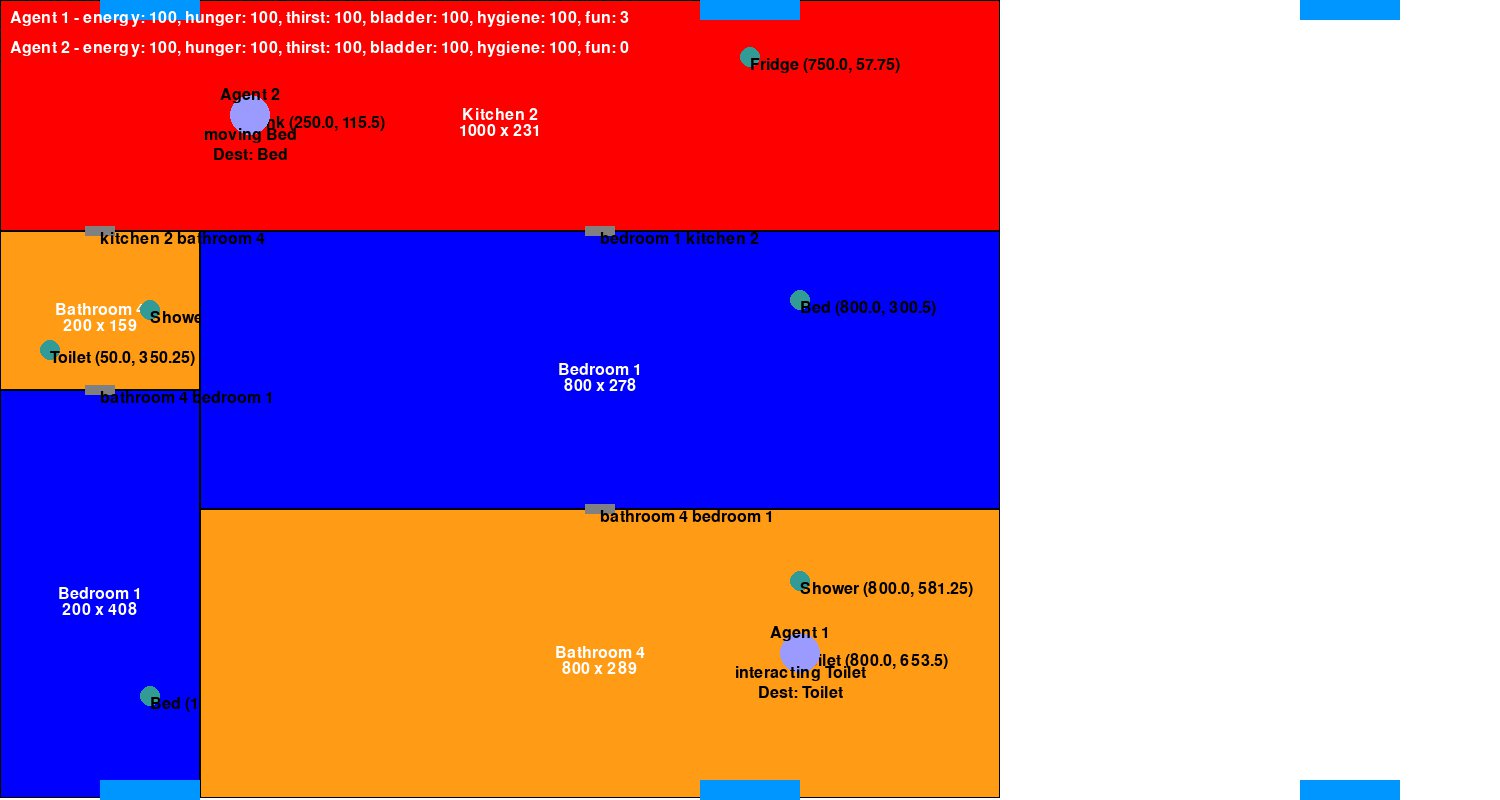 Agent 1 - energy: 100, hunger: 100, thirst: 100, bladder: 100, hygiene: 100, fun: 3
Agent 2 - energy: 100, hunger: 100, thirst: 100, bladder: 100, hygiene: 100, fun: 0
Fridge (750.0, 57.75)
Agent 2
(250.0, 115.5)
moving Bed
Dest: Bed
Kitchen 2
1000 x 231
kitchen 2 bathroom 4
bedroom 1 kitchen 2
Bathroom
200 x 159
Toilet (50.0, 350.25)
Bed (800.0, 300.5)
Bedroom 1
800 x 278
bathroom 4 bedroom 1
bathroom 4 bedroom 1
Bedroom 1
200 x 408
Bed
Shower (800.0, 581.25)
Agent 1
(800.0, 653.5)
interacting Toilet
Dest: Toilet
Bathroom 4
800 x 289